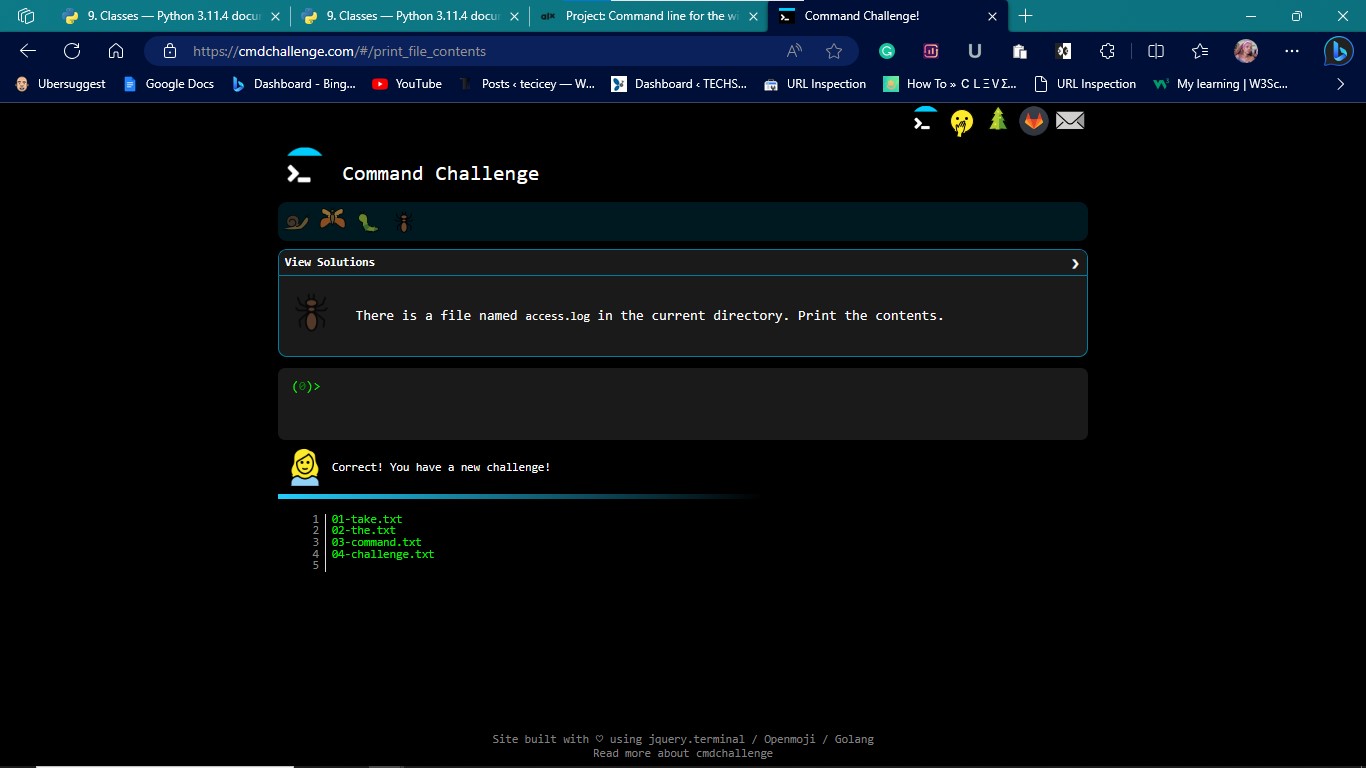 9. Classes — Python 3.11.4 docu
9. Classes — Python 3.11.4 docu
Project: Command line for the wi
Command Challenge!
https://cmdchallenge.com/#/print_file_contents
Ubersuggest
Google Docs
Dashboard - Bing...
YouTube
Posts ‹ tecicey — W...
Dashboard ‹ TECHS...
URL Inspection
How To » C L Ξ V Σ...
URL Inspection
My learning | W3Sc...
Command Challenge
View Solutions
There is a file named access.log in the current directory. Print the contents.
(0)>
Correct! You have a new challenge!
1 01-take.txt
2 02-the.txt
3 03-command.txt
4 04-challenge.txt
5
Site built with ♡ using jquery.terminal / Openmoji / Golang
Read more about cmdchallenge